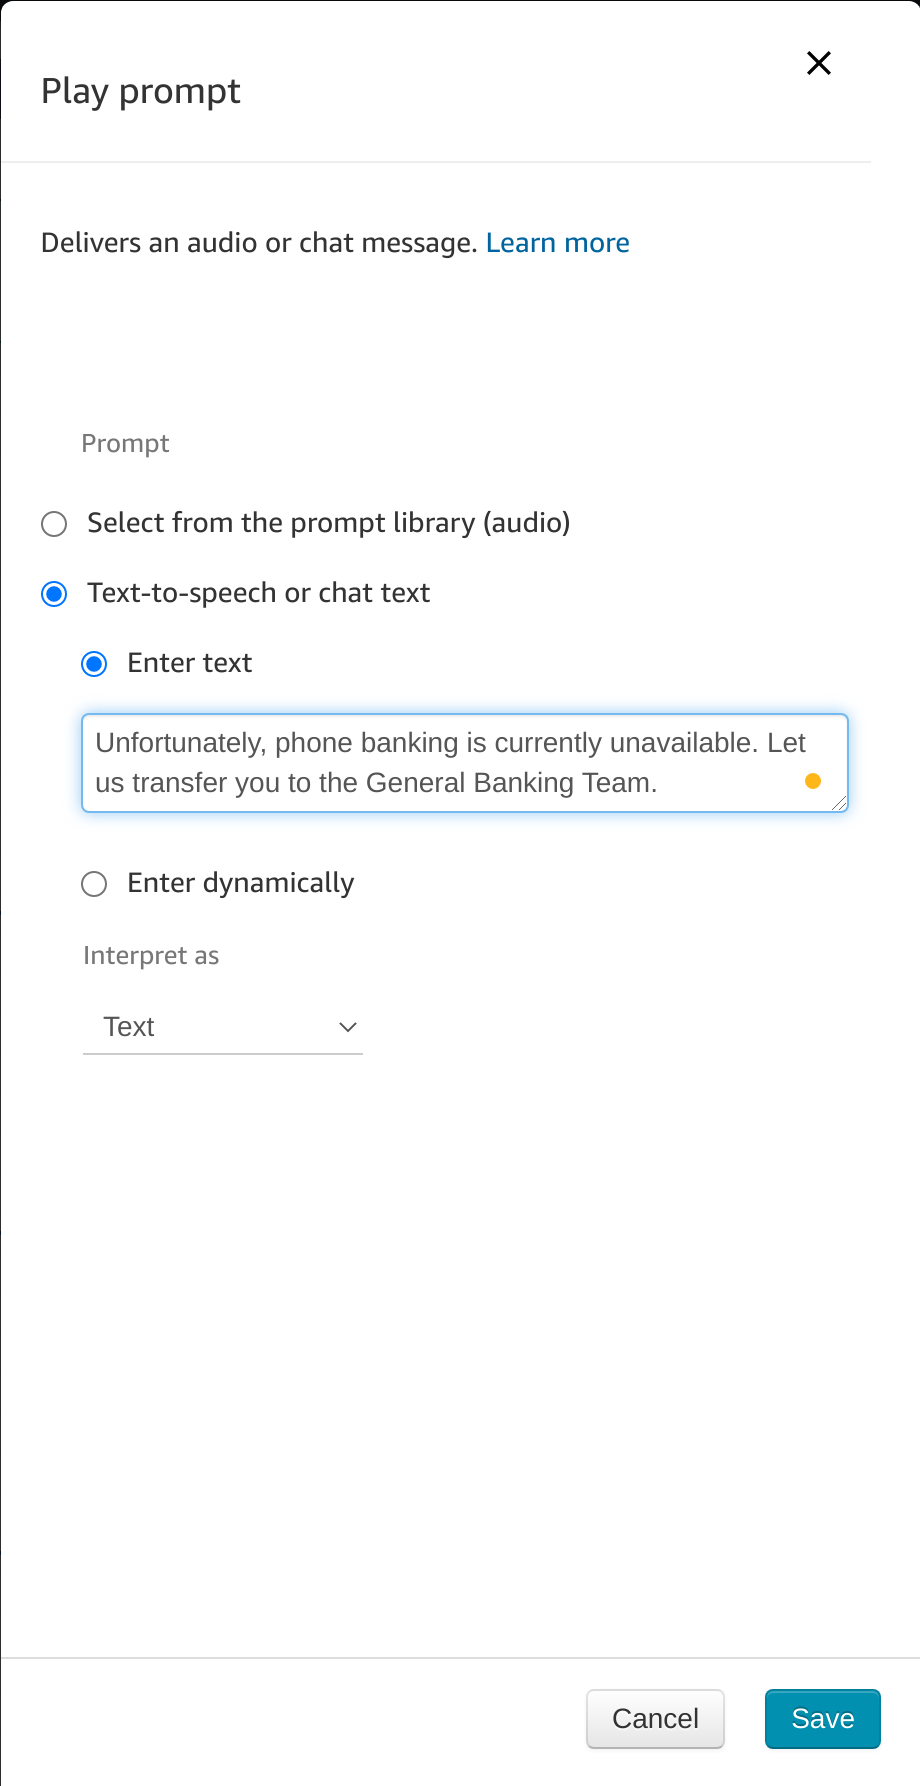 Play prompt
Delivers an audio or chat message. Learn more
Prompt
Select from the prompt library (audio)
Text-to-speech or chat text
Enter text
Unfortunately, phone banking is currently unavailable. Let
us transfer you to the General Banking Team.
Enter dynamically
Interpret as
Text
Cancel
Save